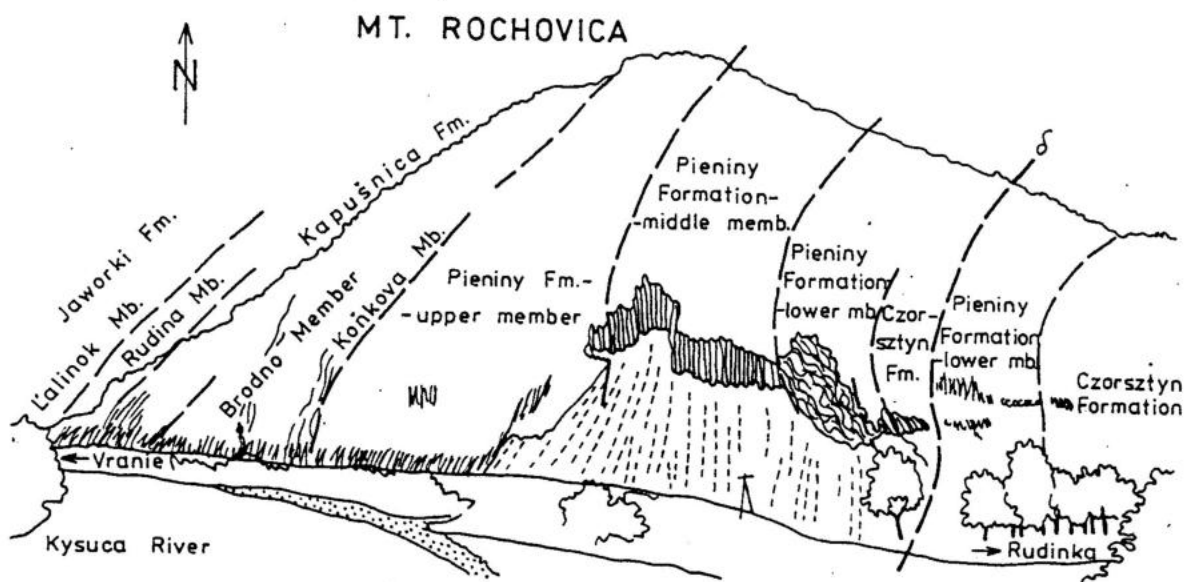 MT. ROCHOVICA
N
δ
Jaworki Fm.
Ľalinok Mb.
Rudina Mb.
Kapušnica Fm.
Brodno Member
Koňkova Mb.
Pieniny Fm.-
-upper member
Pieniny
Formation-
-middle memb.
Pieniny
Formation
-lower mb.
Czor-
sztyn
Fm.
Pieniny
Formation
-lower mb.
Czorsztyn
Formation
Vranie
Kysuca River
Rudinka